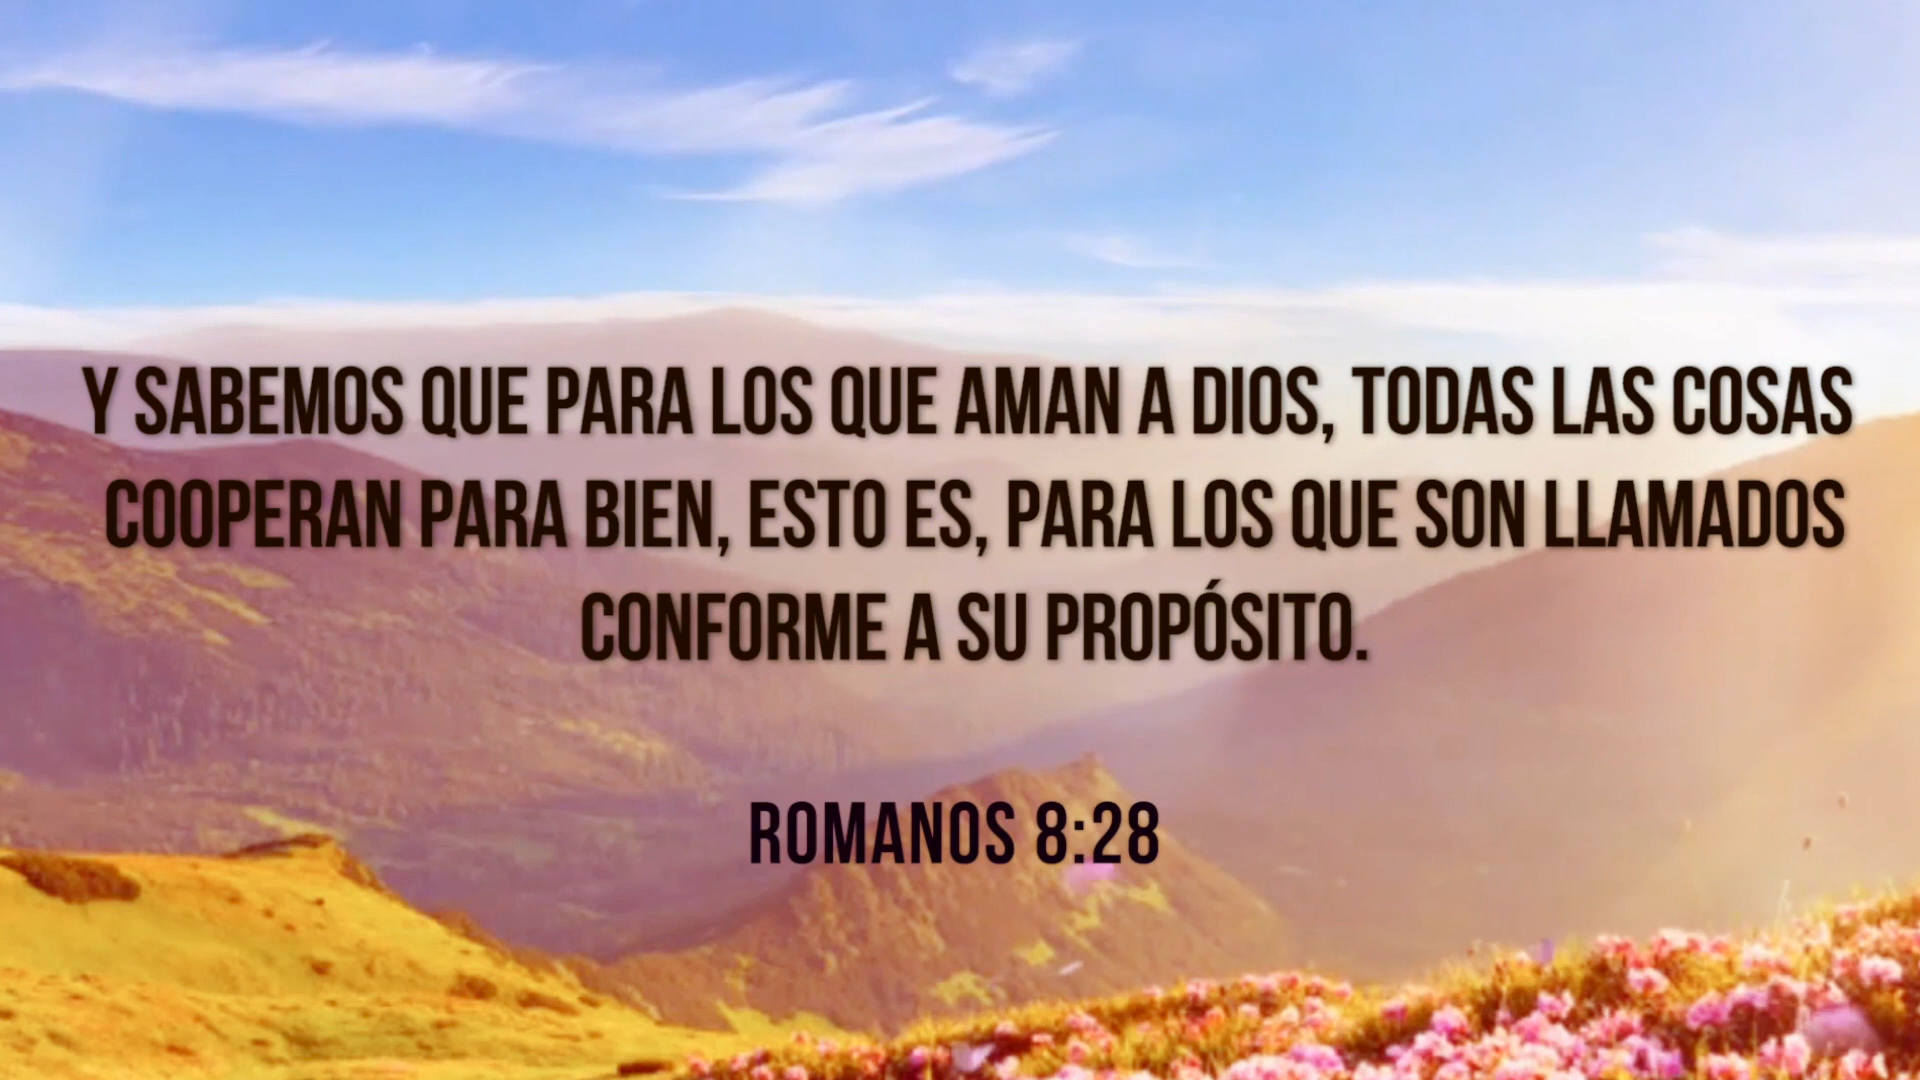 Y SABEMOS QUE PARA LOS QUE AMAN A DIOS, TODAS LAS COSAS
COOPERAN PARA BIEN, ESTO ES, PARA LOS QUE SON LLAMADOS
CONFORME A SU PROPÓSITO.
ROMANOS 8:28